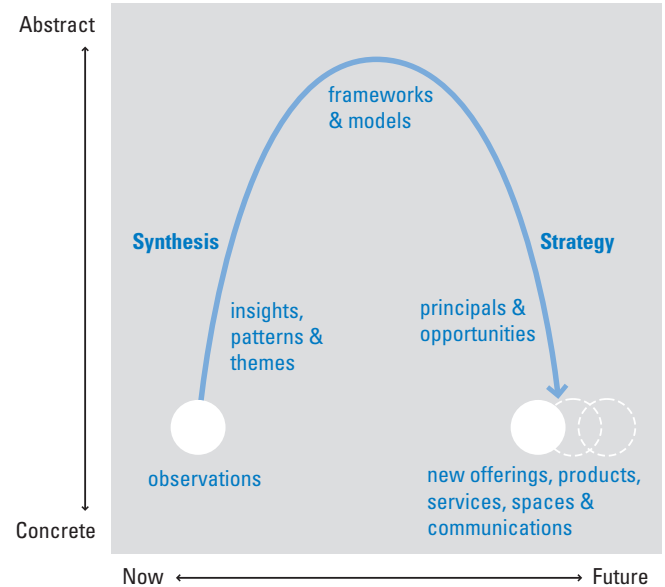 Abstract
frameworks
& models
Synthesis
Strategy
insights,
patterns &
themes
principals &
opportunities
observations
new offerings, products,
services, spaces &
communications
Concrete
Now
Future